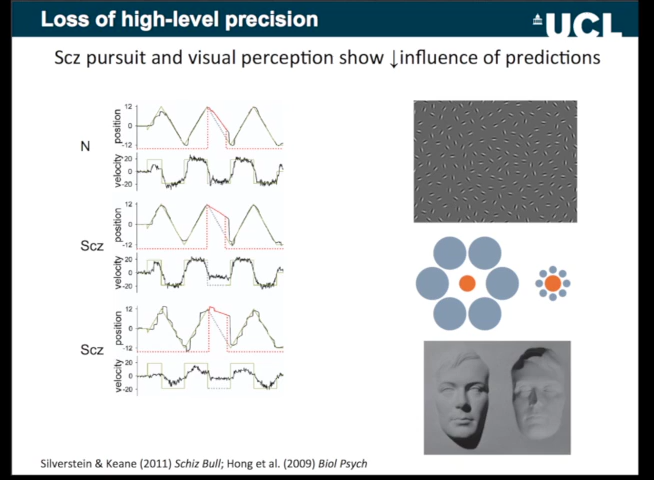 Loss of high-level precision
UCL
Scz pursuit and visual perception show ↓influence of predictions
N
position
12
0
-12
velocity
20
0
-20
Scz
position
12
0
-12
velocity
20
0
-20
Scz
position
12
0
-12
velocity
20
0
-20
Silverstein & Keane (2011) Schiz Bull; Hong et al. (2009) Biol Psych